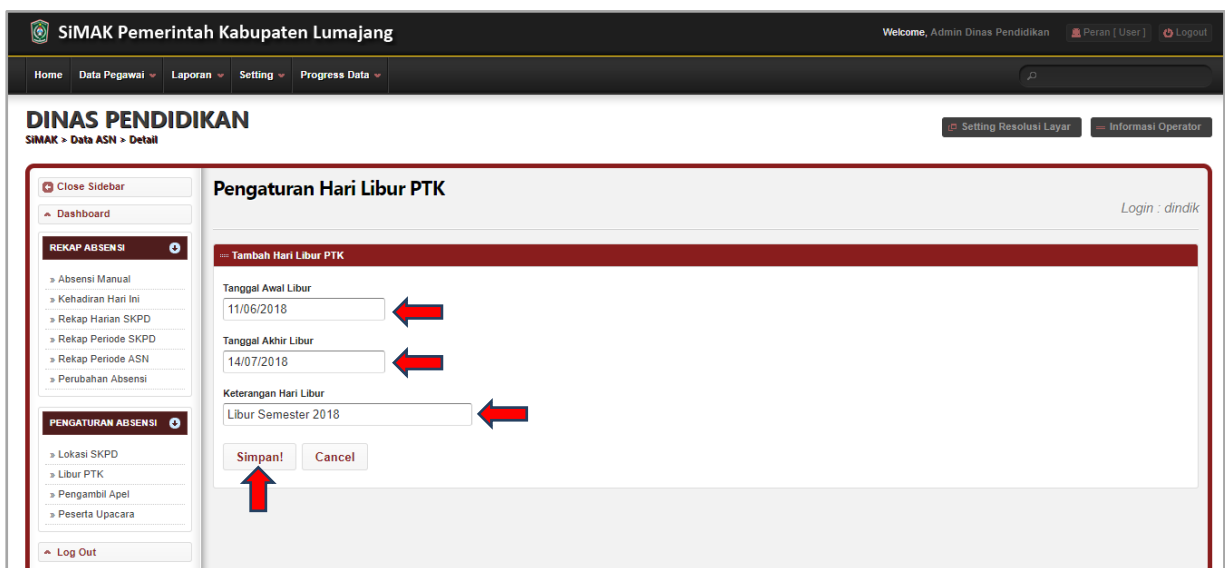 SiMAK Pemerintah Kabupaten Lumajang
Welcome, Admin Dinas Pendidikan
Peran [ User ]
Logout
Home
Data Pegawai
Laporan
Setting
Progress Data
DINAS PENDIDIKAN
SiMAK > Data ASN > Detail
Setting Resolusi Layar
Informasi Operator
Close Sidebar
Dashboard
REKAP ABSENSI
» Absensi Manual
» Kehadiran Hari Ini
» Rekap Harian SKPD
» Rekap Periode SKPD
» Rekap Periode ASN
» Perubahan Absensi
PENGATURAN ABSENSI
» Lokasi SKPD
» Libur PTK
» Pengambil Apel
» Peserta Upacara
Log Out
Pengaturan Hari Libur PTK
Login : dindik
Tambah Hari Libur PTK
Tanggal Awal Libur
11/06/2018
Tanggal Akhir Libur
14/07/2018
Keterangan Hari Libur
Libur Semester 2018
Simpan!
Cancel